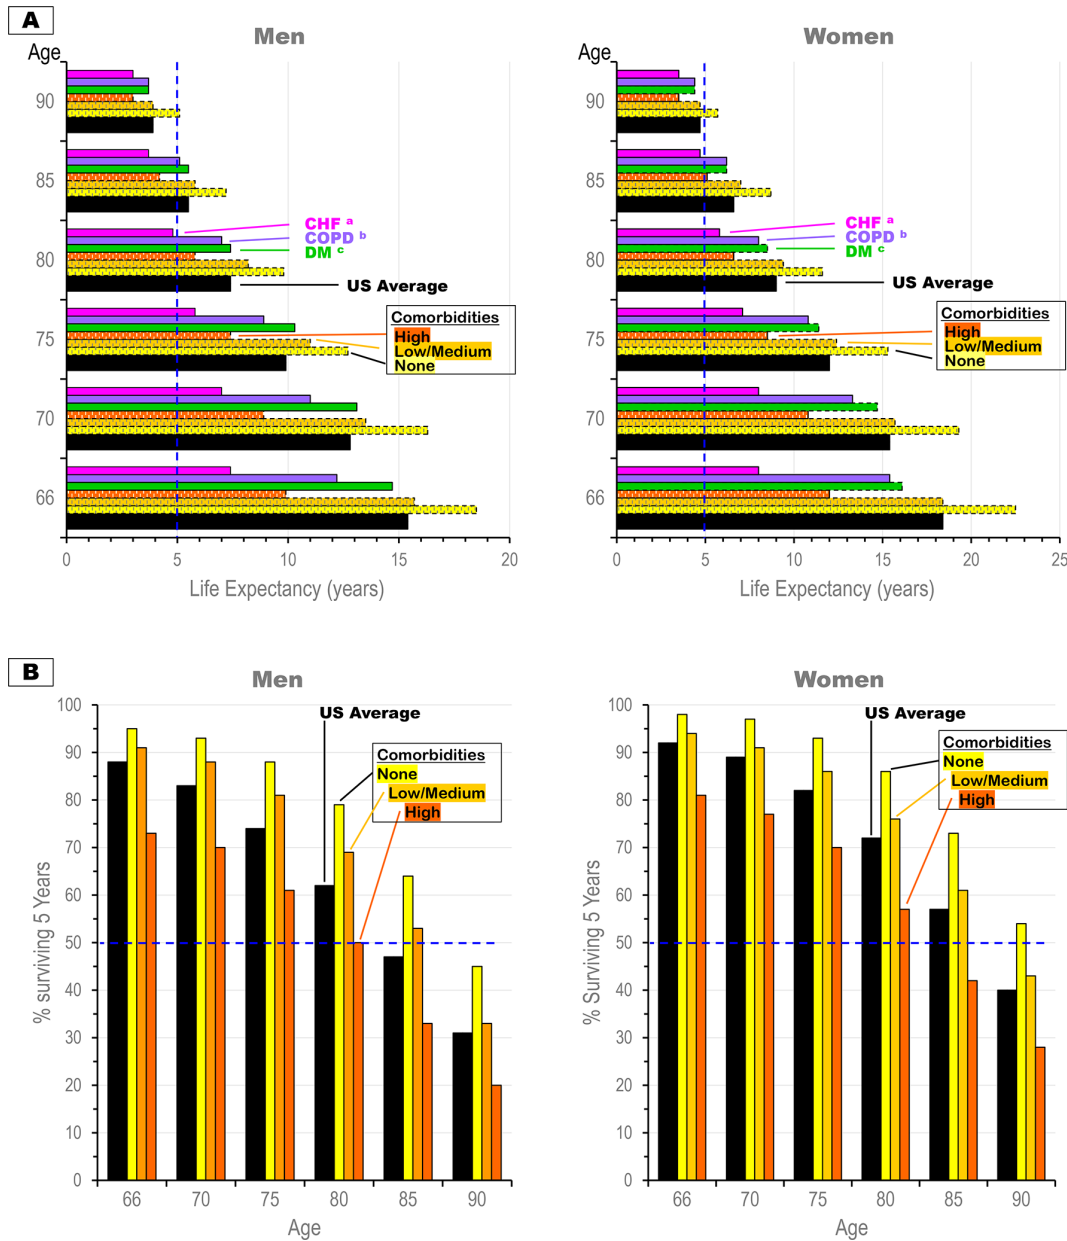 A
Men
Age
90
85
80
75
70
66
CHF a
COPD b
DM c
US Average
Comorbidities
High
Low/Medium
None
0 5 10 15 20
Life Expectancy (years)
Women
Age
90
85
80
75
70
66
CHF a
COPD b
DM c
US Average
Comorbidities
High
Low/Medium
None
0 5 10 15 20 25
Life Expectancy (years)
B
Men
% surviving 5 Years
100
90
80
70
60
50
40
30
20
10
0
US Average
Comorbidities
None
Low/Medium
High
66 70 75 80 85 90
Age
Women
% Surviving 5 Years
100
90
80
70
60
50
40
30
20
10
0
US Average
Comorbidities
None
Low/Medium
High
66 70 75 80 85 90
Age